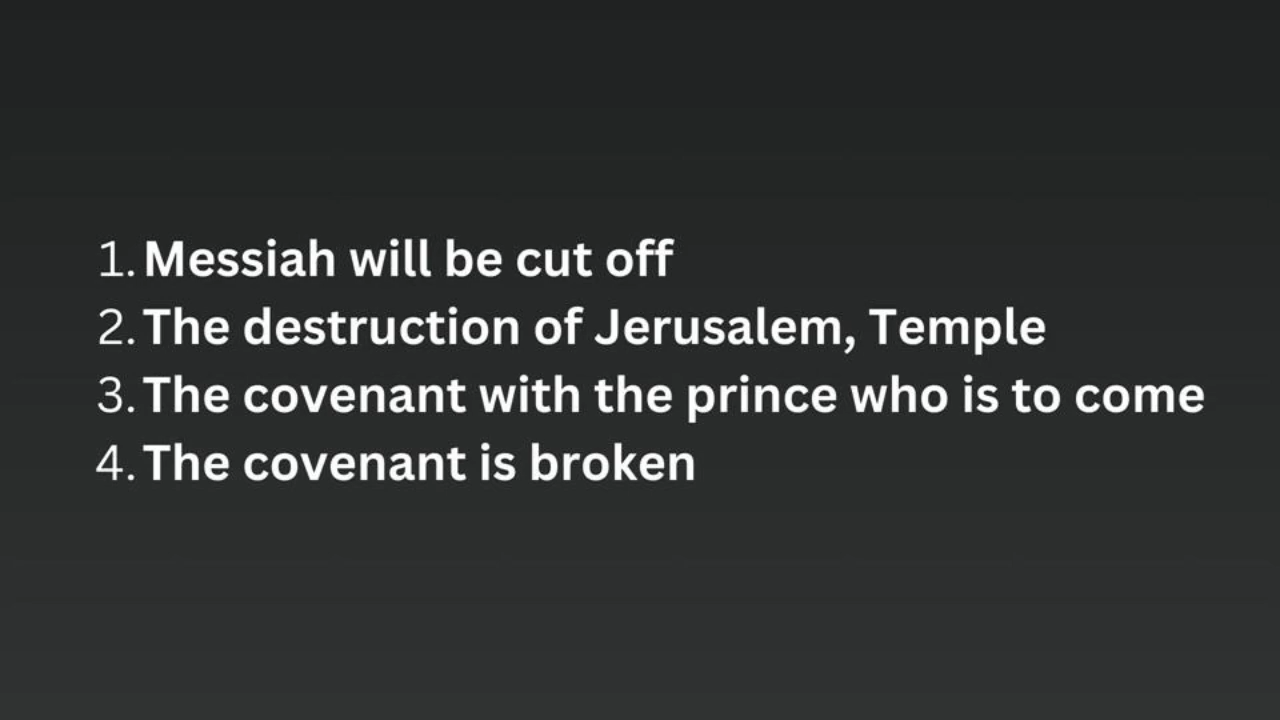 1. Messiah will be cut off
2. The destruction of Jerusalem, Temple
3. The covenant with the prince who is to come
4. The covenant is broken